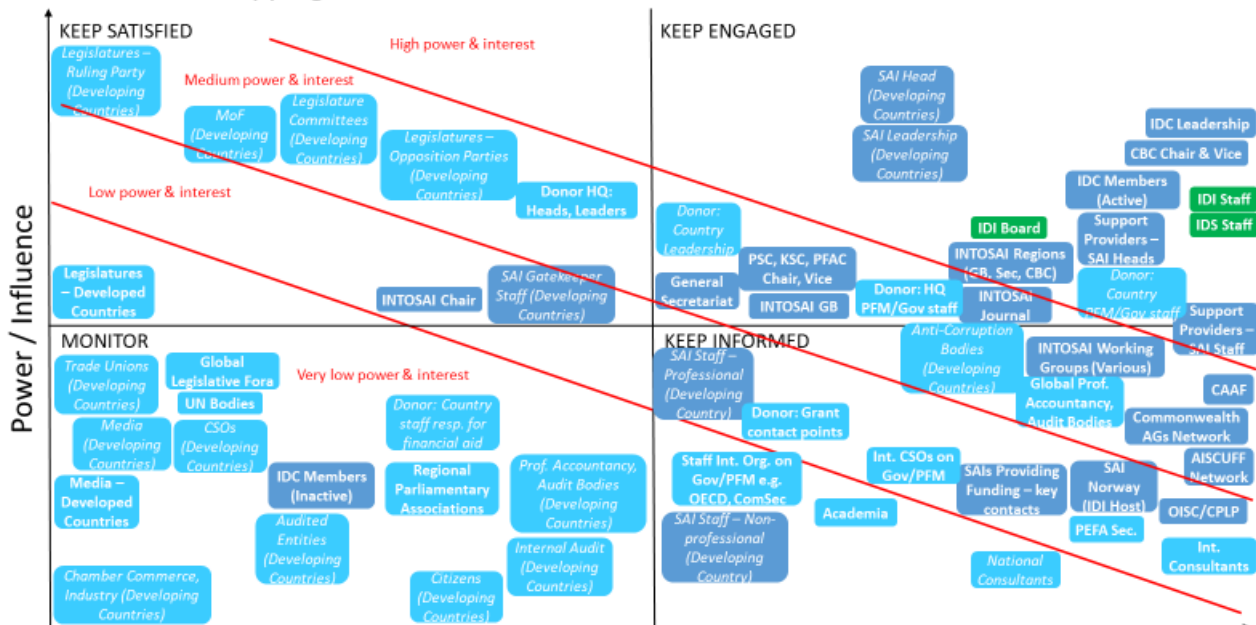 KEEP SATISFIED
High power & interest
KEEP ENGAGED
Legislatures –
Ruling Party
(Developing
Countries)
Medium power & interest
MoF
(Developing
Countries)
Legislature
Committees
(Developing
Countries)
Legislatures –
Opposition Parties
(Developing
Countries)
Low power & interest
Donor HQ:
Heads, Leaders
Legislatures
– Developed
Countries
INTOSAI Chair
SAI Gatekeeper
Staff (Developing
Countries)
SAI Head
(Developing
Countries)
SAI Leadership
(Developing
Countries)
IDC Leadership
CBC Chair & Vice
IDC Members
(Active)
IDI Staff
IDS Staff
Donor:
Country
Leadership
IDI Board
Support
Providers –
SAI Heads
PSC, KSC, PFAC
Chair, Vice
INTOSAI Regions
(GB, Sec, CBC)
General
Secretariat
INTOSAI GB
Donor: HQ
PFM/Gov staff
INTOSAI
Journal
Donor:
Country
PFM/Gov staff
Support
Providers –
SAI Staff
Power / Influence
MONITOR
Trade Unions
(Developing
Countries)
Global
Legislative Fora
Very low power & interest
UN Bodies
Media
(Developing
Countries)
CSOs
(Developing
Countries)
Donor: Country
staff resp. for
financial aid
Media –
Developed
Countries
IDC Members
(Inactive)
Regional
Parliamentary
Associations
Prof. Accountancy,
Audit Bodies
(Developing
Countries)
Audited
Entities
(Developing
Countries)
Internal Audit
(Developing
Countries)
Chamber Commerce,
Industry (Developing
Countries)
Citizens
(Developing
Countries)
KEEP INFORMED
SAI Staff –
Professional
(Developing
Country)
Anti-Corruption
Bodies
(Developing
Countries)
INTOSAI Working
Groups (Various)
Global Prof.
Accountancy,
Audit Bodies
CAAF
Donor: Grant
contact points
Commonwealth
AGs Network
Staff Int. Org. on
Gov/PFM e.g.
OECD, ComSec
Int. CSOs on
Gov/PFM
SAIs Providing
Funding – key
contacts
SAI
Norway
(IDI Host)
AISCUFF
Network
SAI Staff – Non-
professional
(Developing
Country)
Academia
OISC/CPLP
PEFA Sec.
National
Consultants
Int.
Consultants